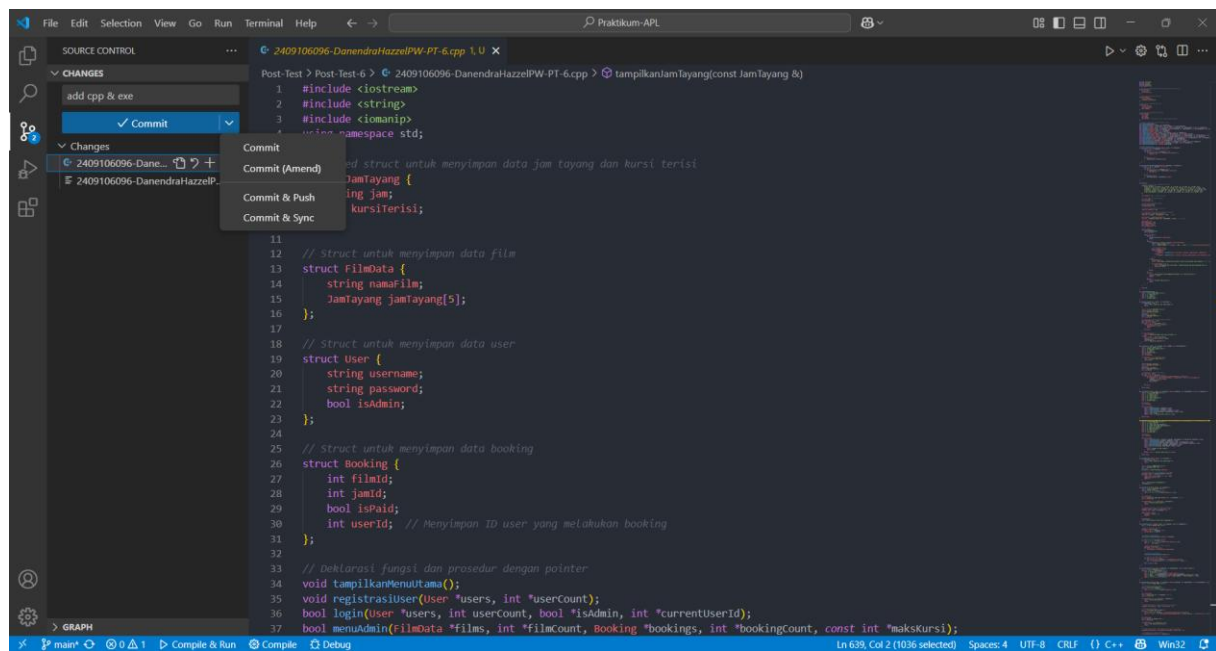 File Edit Selection View Go Run Terminal Help
Praktikum-APL
SOURCE CONTROL
CHANGES
add cpp & exe
Commit
Changes
2409106096-Dane...
2409106096-DanendraHazzelP...
Commit
Commit (Amend)
Commit & Push
Commit & Sync
GRAPH
2409106096-DanendraHazzelPW-PT-6.cpp 1, U
Post-Test > Post-Test-6 > 2409106096-DanendraHazzelPW-PT-6.cpp > tampilkanJamTayang(const JamTayang &)
1 #include <iostream>
2 #include <string>
3 #include <iomanip>
4 using namespace std;
ed struct untuk menyimpan data jam tayang dan kursi terisi
JamTayang {
ing jam;
kursiTerisi;
11
12 // Struct untuk menyimpan data film
13 struct FilmData {
14 string namaFilm;
15 JamTayang jamTayang[5];
16 };
17
18 // Struct untuk menyimpan data user
19 struct User {
20 string username;
21 string password;
22 bool isAdmin;
23 };
24
25 // Struct untuk menyimpan data booking
26 struct Booking {
27 int filmId;
28 int jamId;
29 bool isPaid;
30 int userId; // Menyimpan ID user yang melakukan booking
31 };
32
33 // Deklarasi fungsi dan prosedur dengan pointer
34 void tampilkanMenuUtama();
35 void registrasiUser(User *users, int *userCount);
36 bool login(User *users, int userCount, bool *isAdmin, int *currentUserId);
37 bool menuAdmin(FilmData *films, int *filmCount, Booking *bookings, int *bookingCount, const int *maksKursi);
main* 0 1 Compile & Run Compile Debug Ln 639, Col 2 (1036 selected) Spaces: 4 UTF-8 CRLF {} C++ Win32